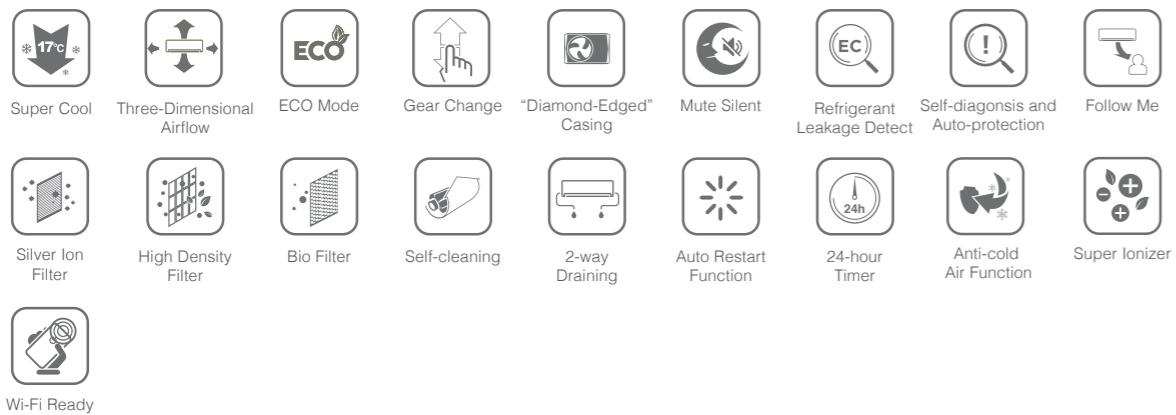 17°c
ECO
EC
!
Super Cool
Three-Dimensional
Airflow
ECO Mode
Gear Change
“Diamond-Edged”
Casing
Mute Silent
Refrigerant
Leakage Detect
Self-diagonsis and
Auto-protection
Follow Me
24h
Silver Ion
Filter
High Density
Filter
Bio Filter
Self-cleaning
2-way
Draining
Auto Restart
Function
24-hour
Timer
Anti-cold
Air Function
Super Ionizer
Wi-Fi Ready